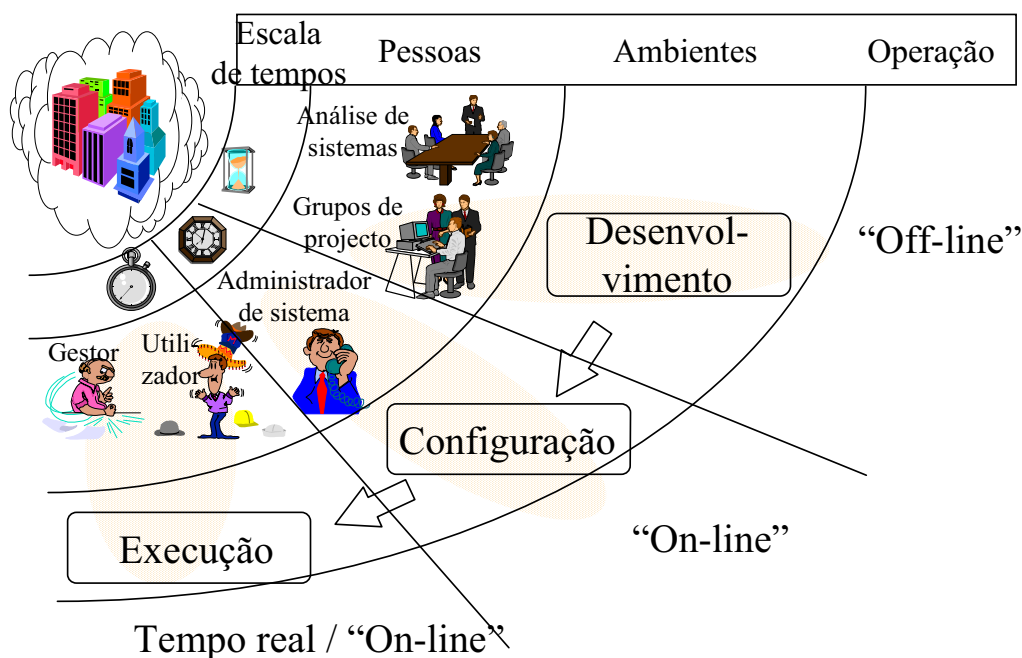 Escala
de tempos
Pessoas
Ambientes
Operação
Análise de
sistemas
Grupos de
projecto
Desenvol-
vimento
“Off-line”
Administrador
de sistema
Gestor
Utili-
zador
Configuração
“On-line”
Execução
Tempo real / “On-line”